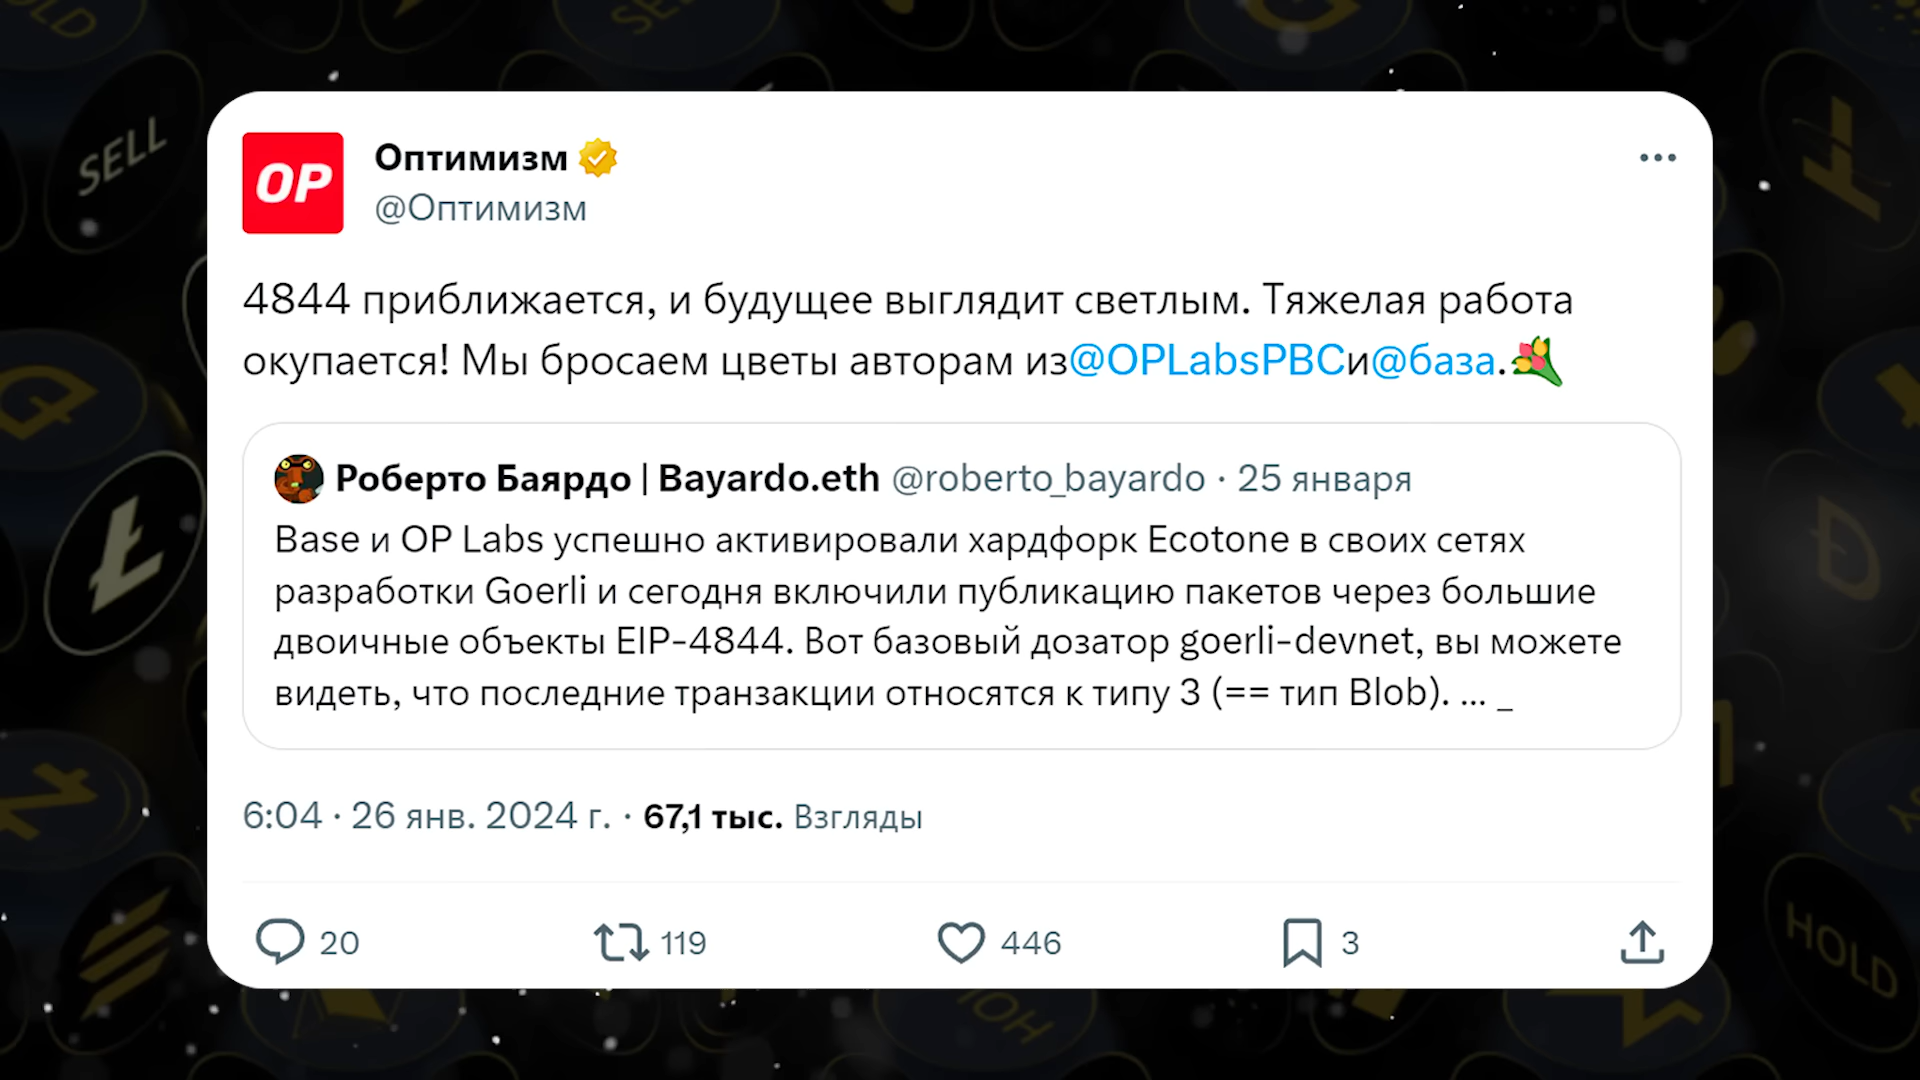 SELL
HOLD
OP
Оптимизм
@Оптимизм
4844 приближается, и будущее выглядит светлым. Тяжелая работа
окупается! Мы бросаем цветы авторам из@OPLabsPBCи@база.💐
Роберто Баярдо | Bayardo.eth @roberto_bayardo · 25 января
Base и OP Labs успешно активировали хардфорк Ecotone в своих сетях
разработки Goerli и сегодня включили публикацию пакетов через большие
двоичные объекты EIP-4844. Вот базовый дозатор goerli-devnet, вы можете
видеть, что последние транзакции относятся к типу 3 (== тип Blob). ... _
6:04 · 26 янв. 2024 г. · 67,1 тыс. Взгляды
20 119 446 3
HOLD